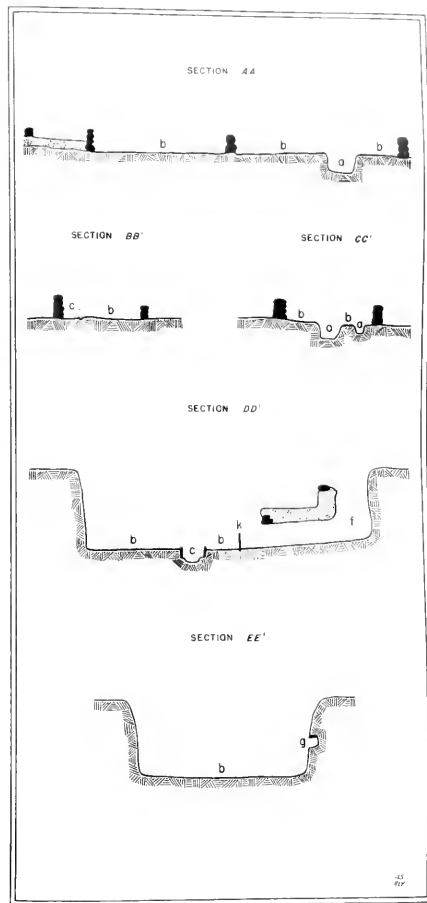 SECTION AA
b b a b
SECTION BB' SECTION CC'
c b b a b a
SECTION DD'
f
k
b c b
SECTION EE'
g
b